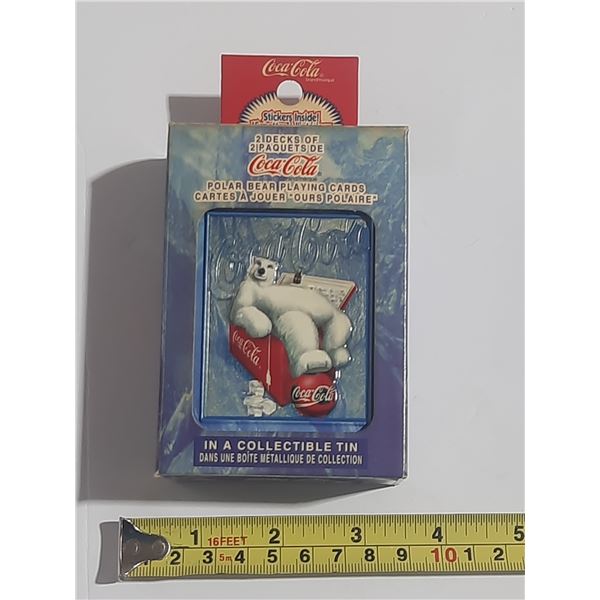 Coca-Cola
Stickers Inside!
2 DECKS OF
2 PAQUETS DE
Coca-Cola
POLAR BEAR PLAYING CARDS
CARTES À JOUER "OURS POLAIRE"
Coca-Cola
Coca-Cola
Coca-Cola
IN A COLLECTIBLE TIN
DANS UNE BOÎTE MÉTALLIQUE DE COLLECTION
1 16FEET 2 3 4 5
1 2 3 5m 4 5 6 7 8 9 10 11 12